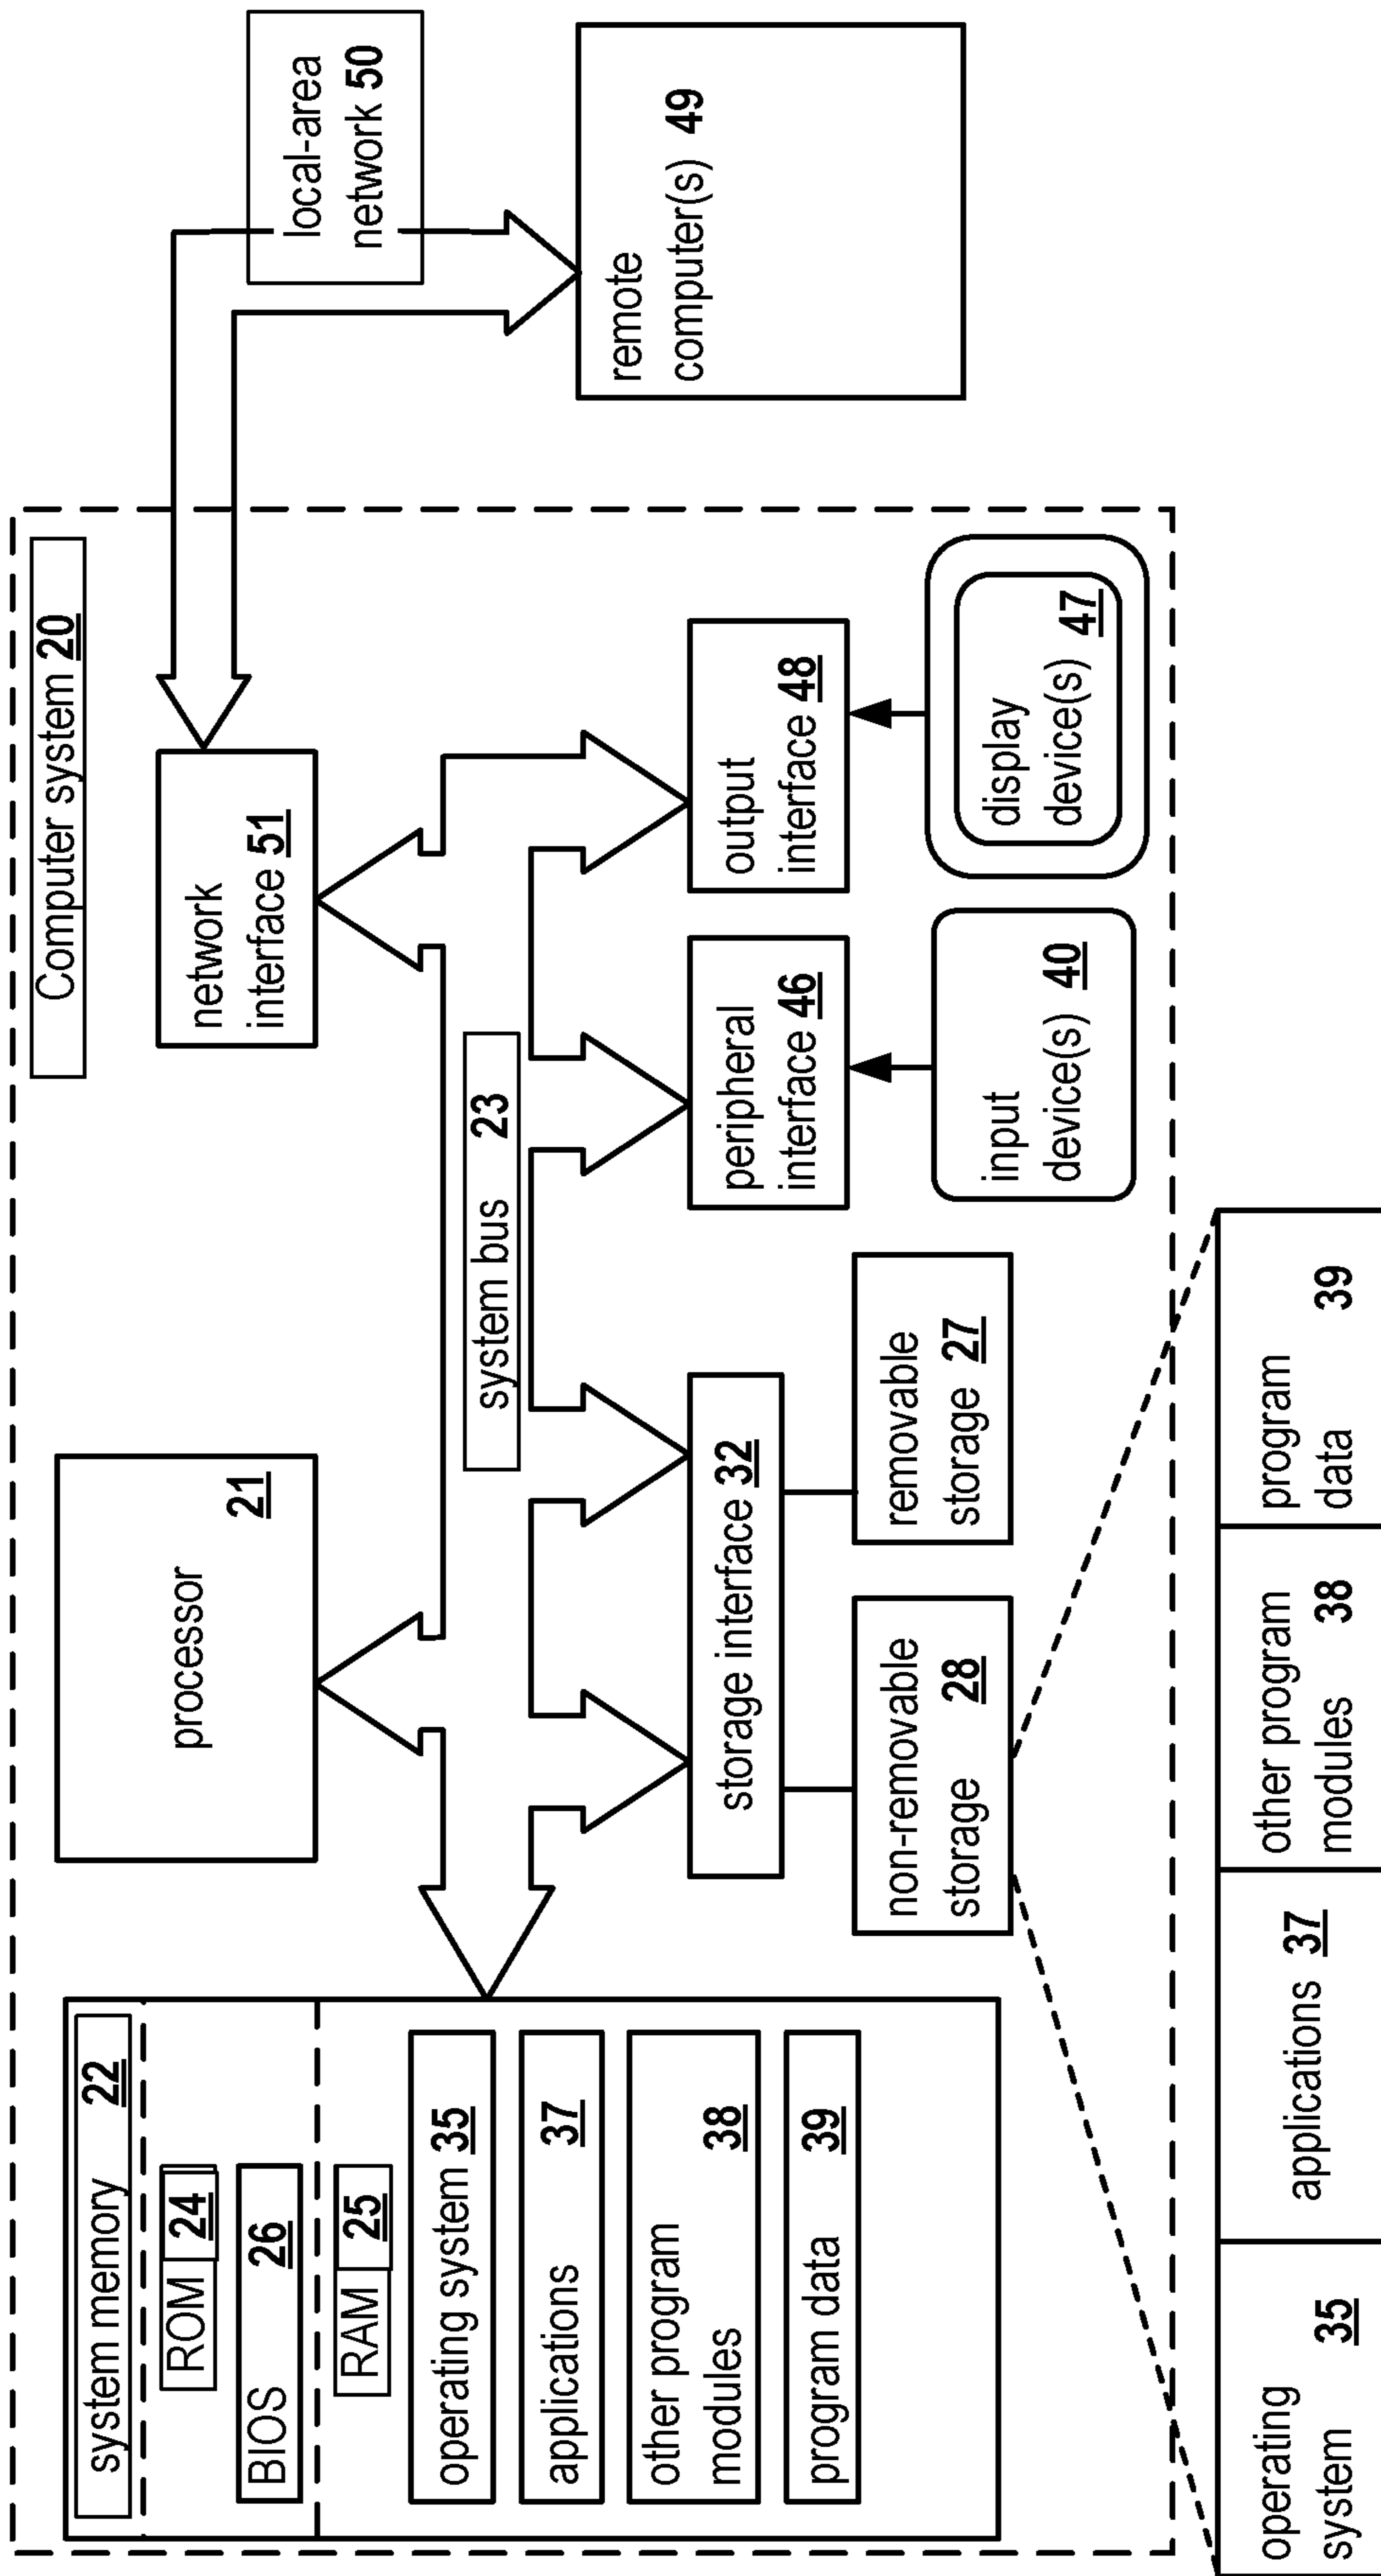 Computer system 20
system memory 22
ROM 24
BIOS 26
RAM 25
operating system 35
applications 37
other program
modules 38
program data 39
processor 21
network
interface 51
local-area
network 50
system bus 23
storage interface 32
peripheral
interface 46
output
interface 48
remote
computer(s) 49
non-removable
storage 28
removable
storage 27
input
device(s) 40
display
device(s) 47
operating
system 35
applications 37
other program
modules 38
program
data 39